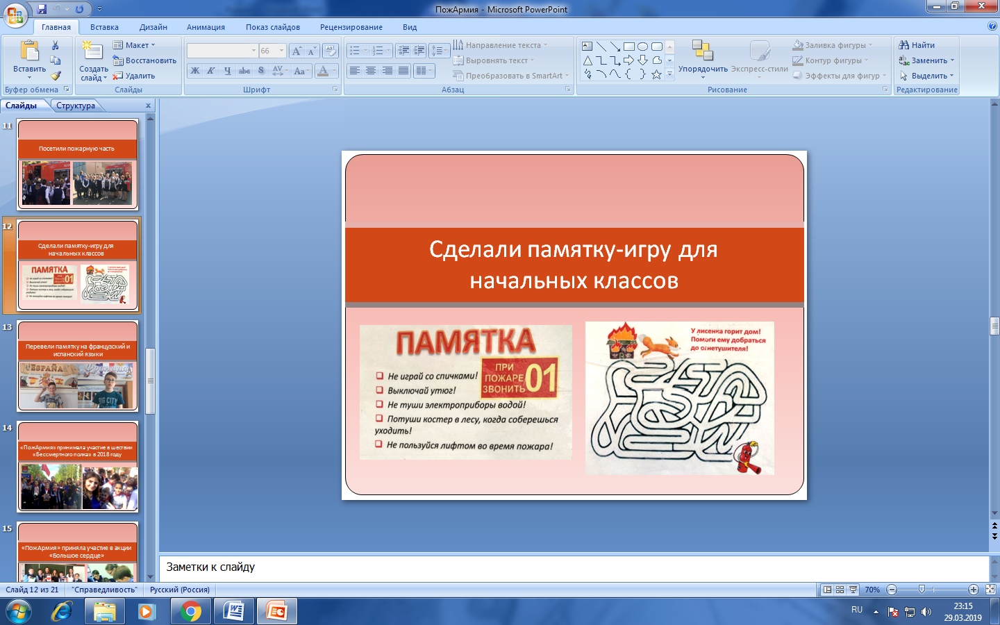 ПожАрмия - Microsoft PowerPoint
Главная Вставка Дизайн Анимация Показ слайдов Рецензирование Вид
Вставить
Буфер обмена
Создать слайд
Макет
Восстановить
Удалить
Слайды
66
Ж К Ч abc S AV Aa A
Шрифт
Направление текста
Выровнять текст
Преобразовать в SmartArt
Абзац
Упорядочить
Экспресс-стили
Заливка фигуры
Контур фигуры
Эффекты для фигур
Рисование
Найти
Заменить
Выделить
Редактирование
Слайды Структура x
11
Посетили пожарную часть
12
Сделали памятку-игру для
начальных классов
ПАМЯТКА
01
13
Перевели памятку на французский и
испанский языки
ESPAÑA
BIG CITY
14
«ПожАрмия» принимала участие в шествии
«Бессмертного полка» в 2018 году
15
«ПожАрмия» приняла участие в акции
«Большое сердце»
Сделали памятку-игру для
начальных классов
ПАМЯТКА
ПРИ
ПОЖАРЕ
ЗВОНИТЬ
01
Не играй со спичками!
Выключай утюг!
Не туши электроприборы водой!
Потуши костер в лесу, когда соберешься
уходить!
Не пользуйся лифтом во время пожара!
У лисенка горит дом!
Помоги ему добраться
до огнетушителя!
Заметки к слайду
Слайд 12 из 21 "Справедливость" Русский (Россия) 70%
RU 23:15
29.03.2019